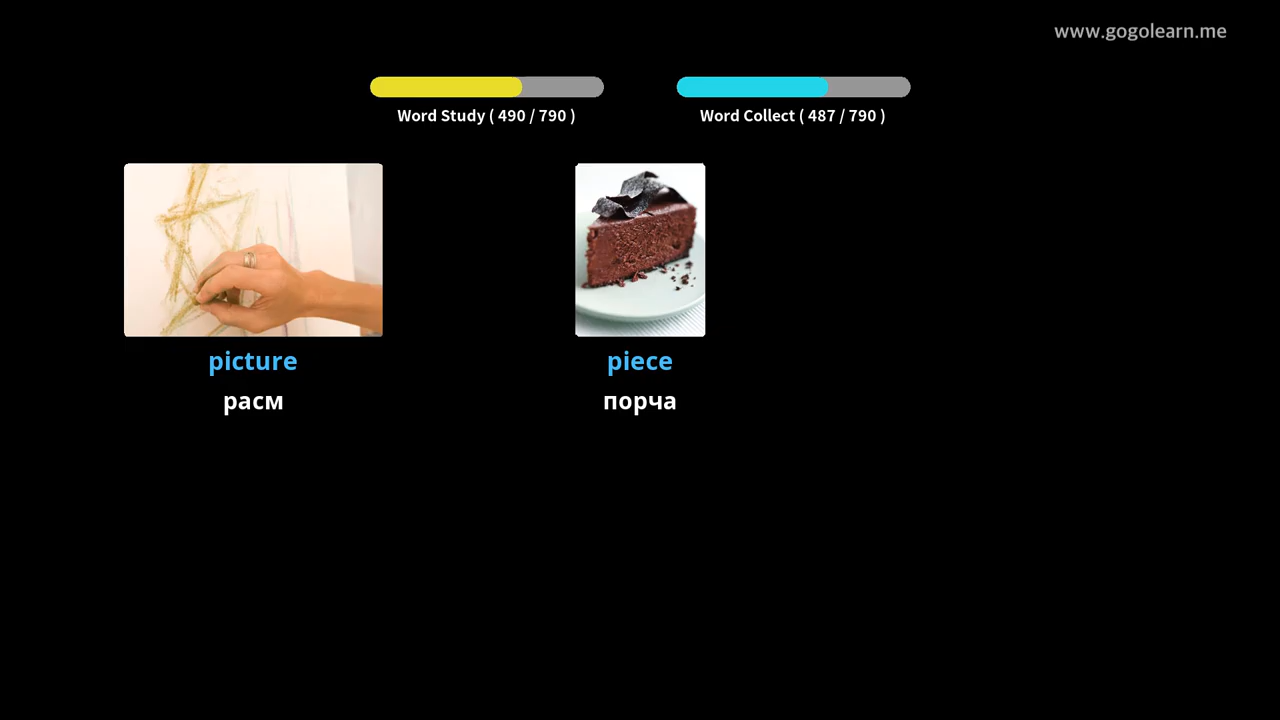 www.gogolearn.me
Word Study ( 490 / 790 )
Word Collect ( 487 / 790 )
picture
piece
расм
порча